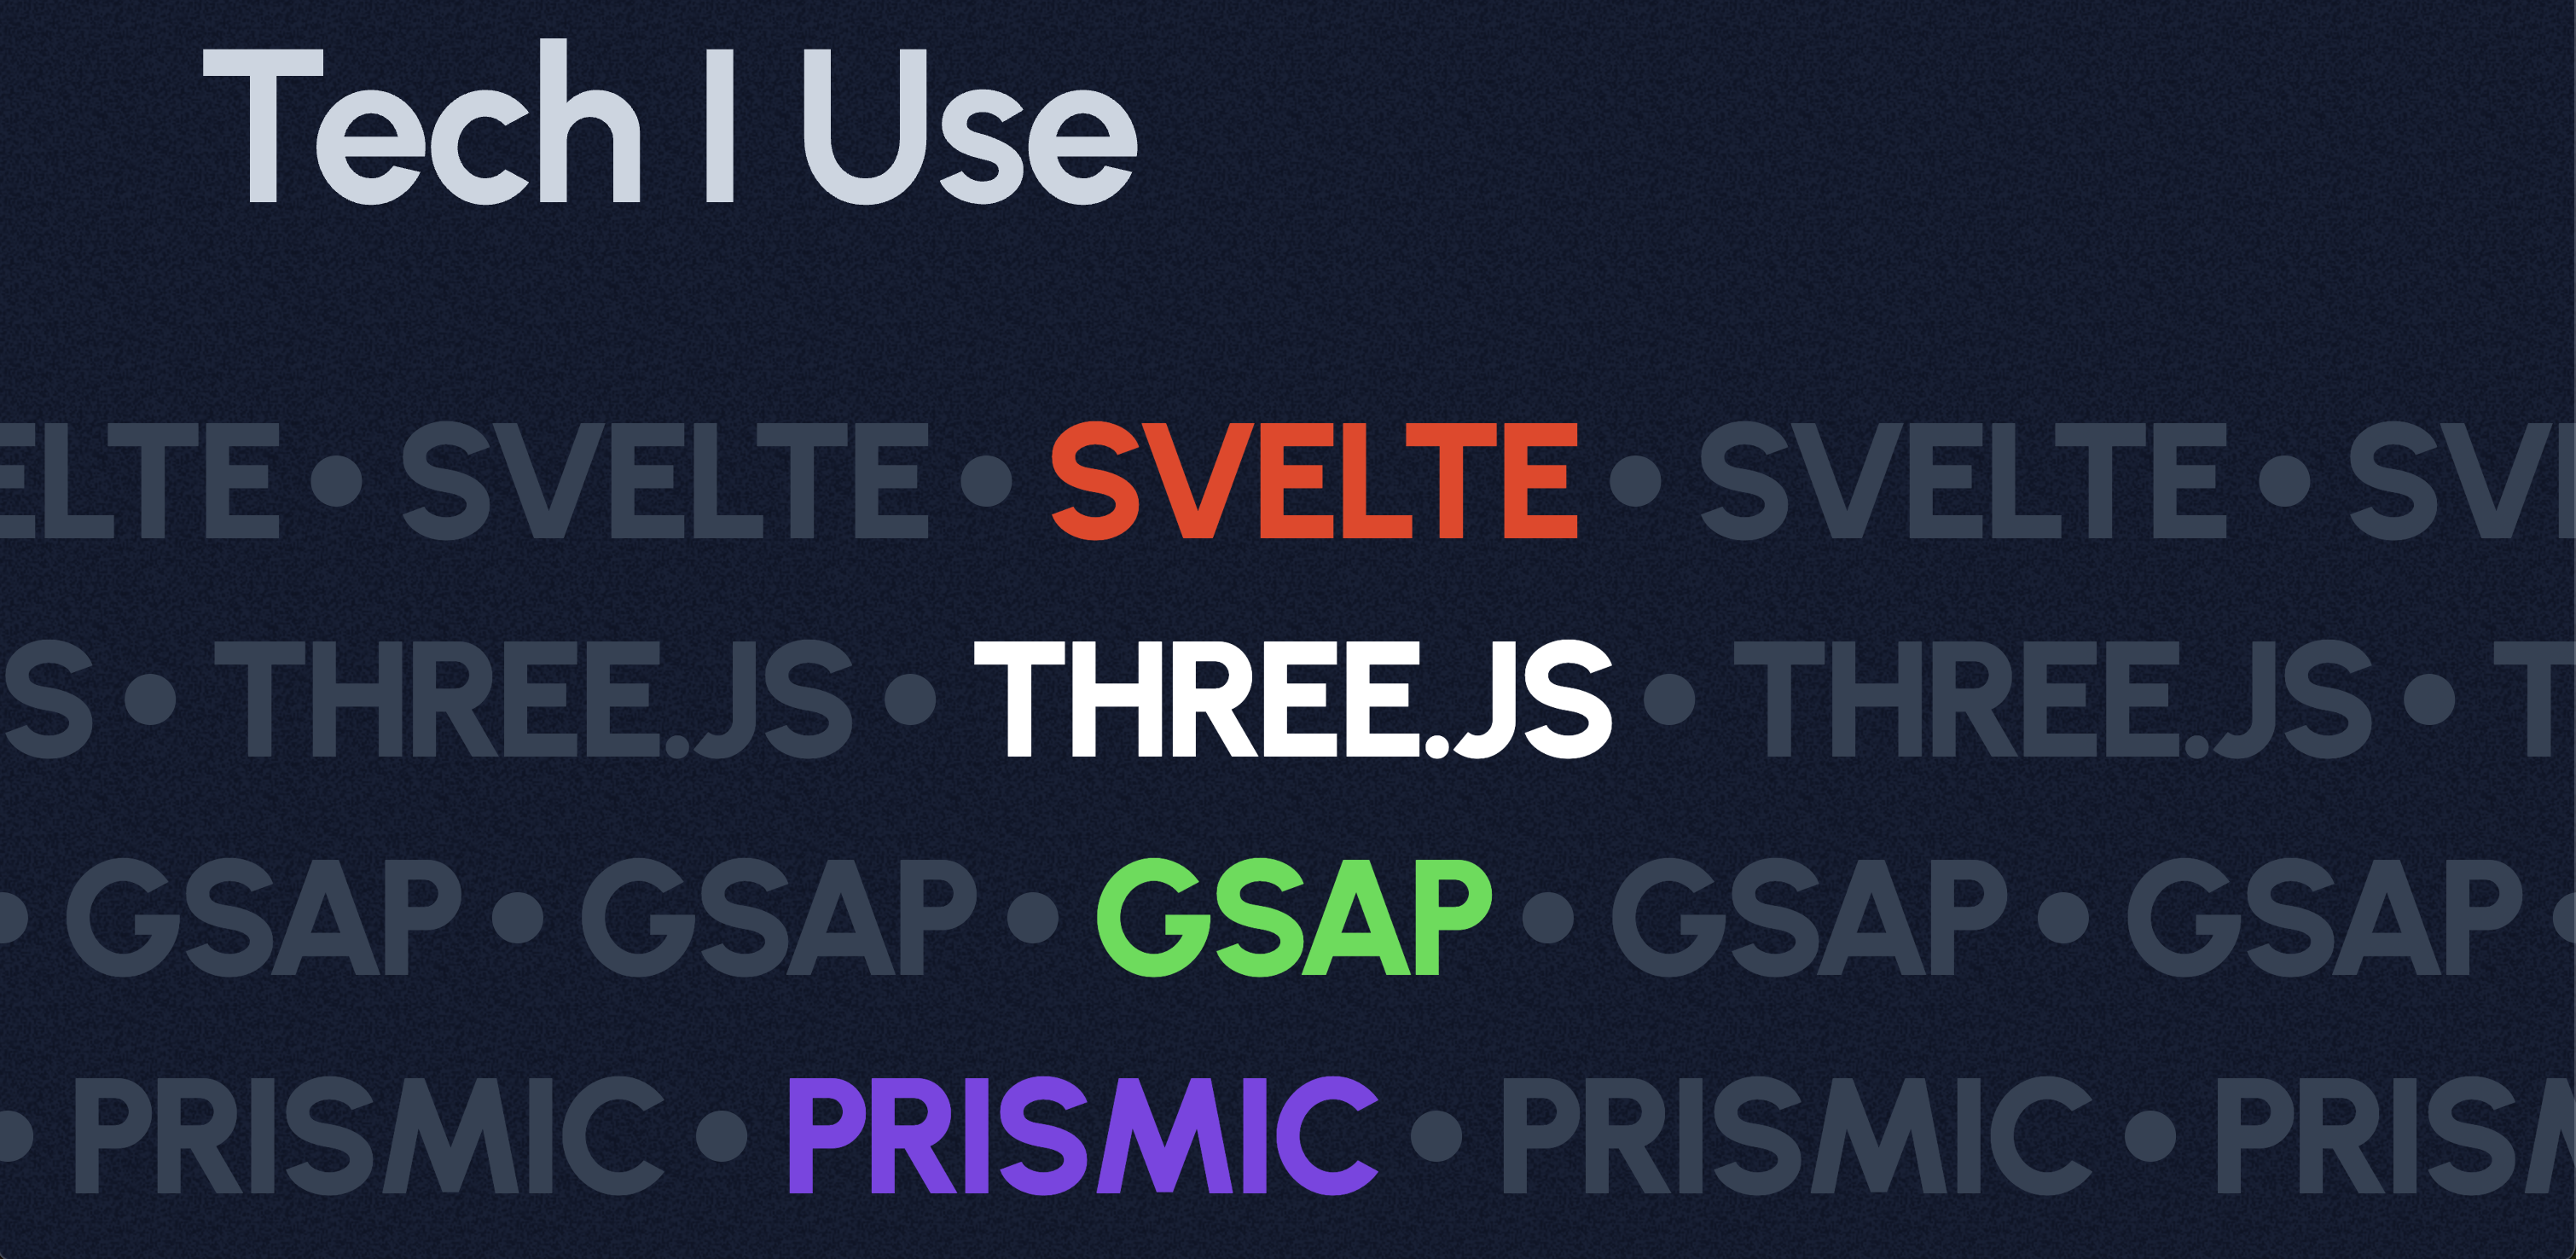 Tech I Use
ELTE • SVELTE • SVELTE • SVELTE • SV
S • THREE.JS • THREE.JS • THREE.JS • T
• GSAP • GSAP • GSAP • GSAP • GSAP •
• PRISMIC • PRISMIC • PRISMIC • PRISM